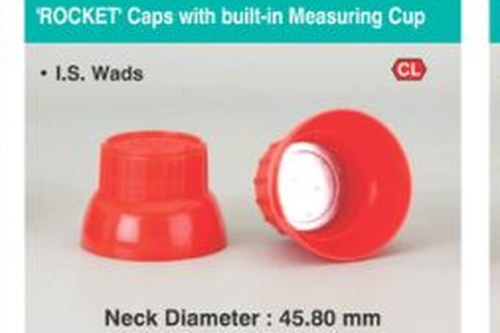 'ROCKET' Caps with built-in Measuring Cup
• I.S. Wads
CL
Neck Diameter : 45.80 mm